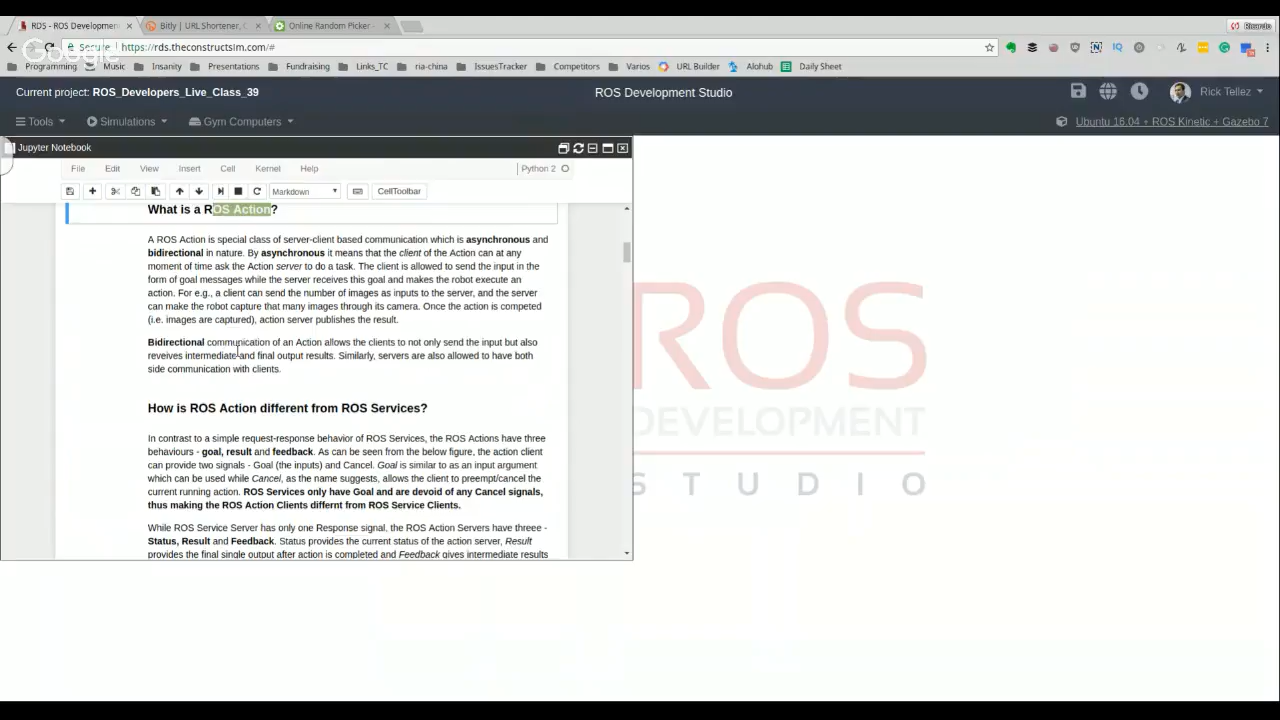 RDS - ROS Developmen
Bitly | URL Shortener, C
Online Random Picker -
Ricardo
Google
Secure
https://rds.theconstructsim.com/#
Programming
Music
Insanity
Presentations
Fundraising
Links_TC
ria-china
IssuesTracker
Competitors
Varios
URL Builder
Alohub
Daily Sheet
Current project: ROS_Developers_Live_Class_39
ROS Development Studio
Rick Tellez
Tools
Simulations
Gym Computers
Ubuntu 16.04 + ROS Kinetic + Gazebo 7
Jupyter Notebook
File Edit View Insert Cell Kernel Help
Python 2
Markdown
CellToolbar
What is a ROS Action?
A ROS Action is special class of server-client based communication which is asynchronous and
bidirectional in nature. By asynchronous it means that the client of the Action can at any
moment of time ask the Action server to do a task. The client is allowed to send the input in the
form of goal messages while the server receives this goal and makes the robot execute an
action. For e.g., a client can send the number of images as inputs to the server, and the server
can make the robot capture that many images through its camera. Once the action is competed
(i.e. images are captured), action server publishes the result.
Bidirectional communication of an Action allows the clients to not only send the input but also
reveives intermediate and final output results. Similarly, servers are also allowed to have both
side communication with clients.
How is ROS Action different from ROS Services?
In contrast to a simple request-response behavior of ROS Services, the ROS Actions have three
behaviours - goal, result and feedback. As can be seen from the below figure, the action client
can provide two signals - Goal (the inputs) and Cancel. Goal is similar to as an input argument
which can be used while Cancel, as the name suggests, allows the client to preempt/cancel the
current running action. ROS Services only have Goal and are devoid of any Cancel signals,
thus making the ROS Action Clients differnt from ROS Service Clients.
While ROS Service Server has only one Response signal, the ROS Action Servers have threee -
Status, Result and Feedback. Status provides the current status of the action server, Result
provides the final single output after action is completed and Feedback gives intermediate results
ROS
DEVELOPMENT
STUDIO